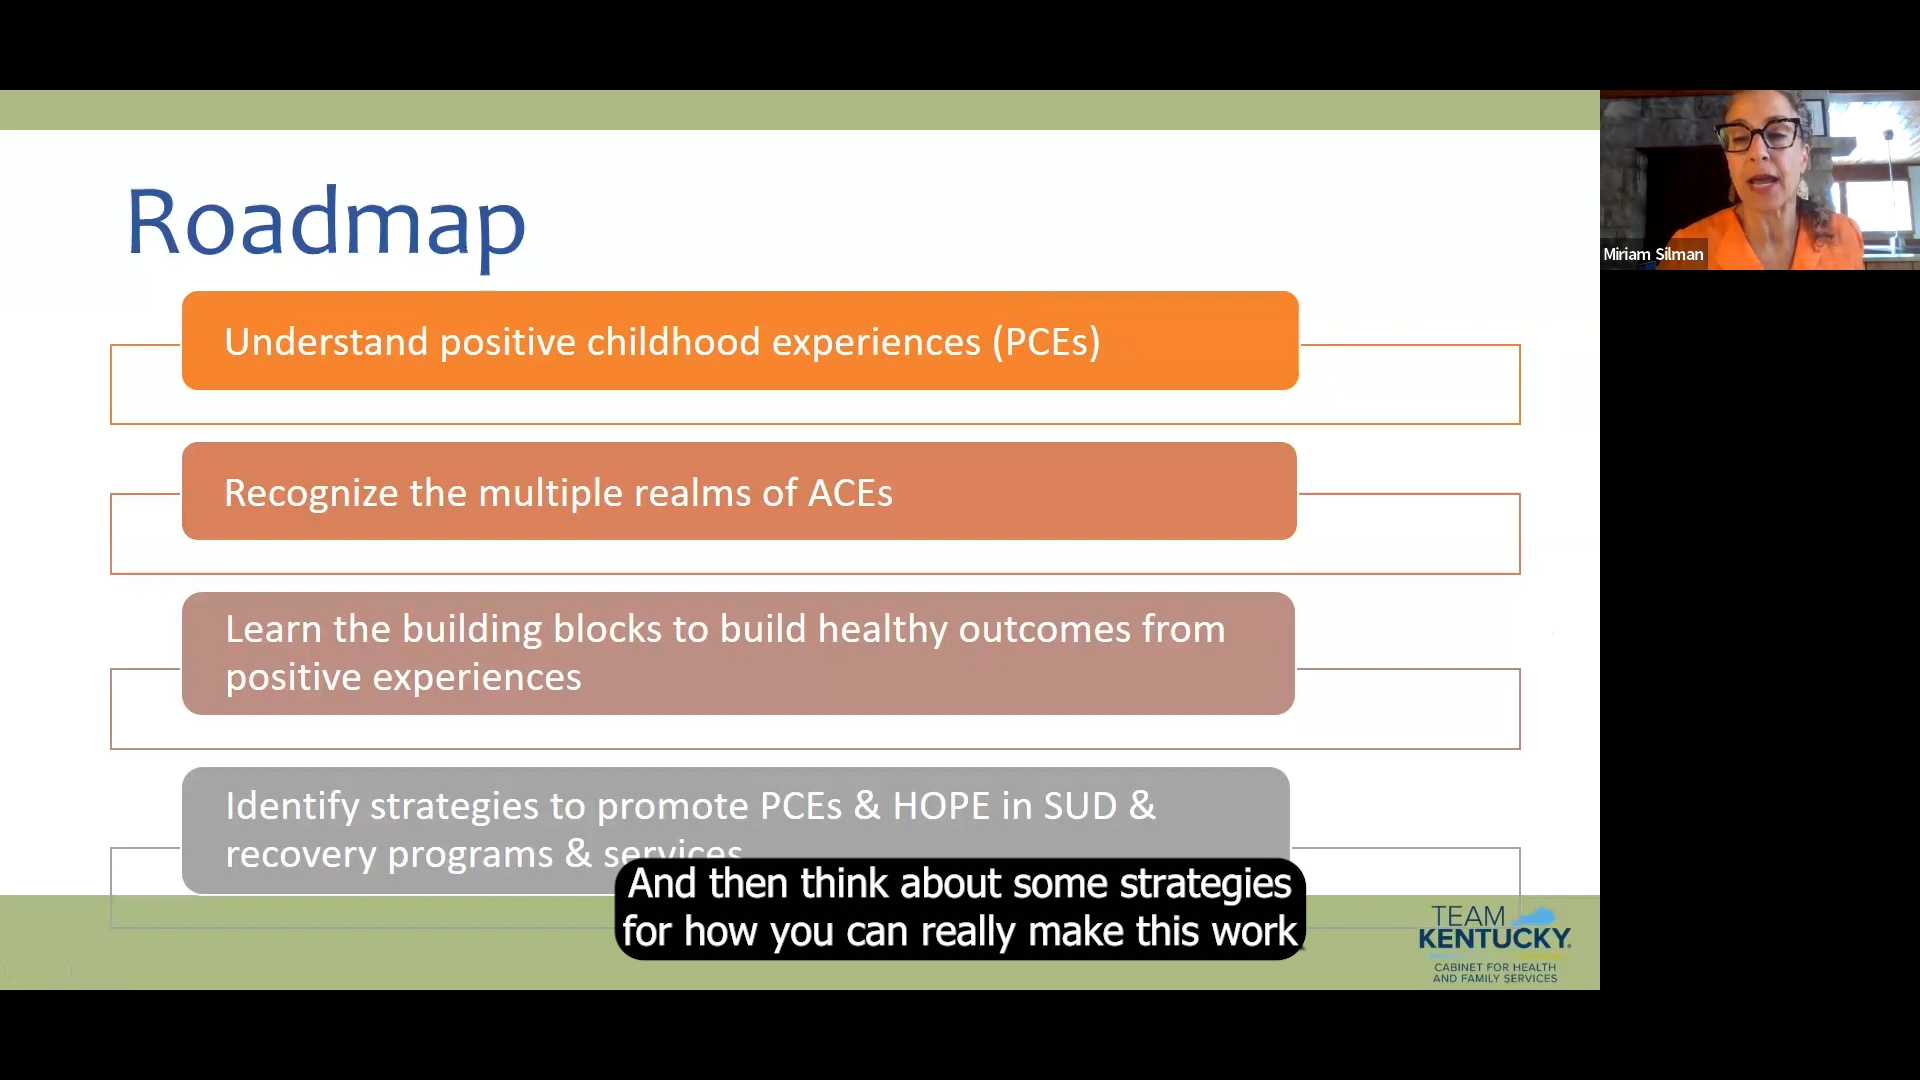 Roadmap
Miriam Silman
Understand positive childhood experiences (PCEs)
Recognize the multiple realms of ACEs
Learn the building blocks to build healthy outcomes from
positive experiences
Identify strategies to promote PCEs & HOPE in SUD &
recovery programs & services
And then think about some strategies
for how you can really make this work
TEAM
KENTUCKY
CABINET FOR HEALTH
AND FAMILY SERVICES